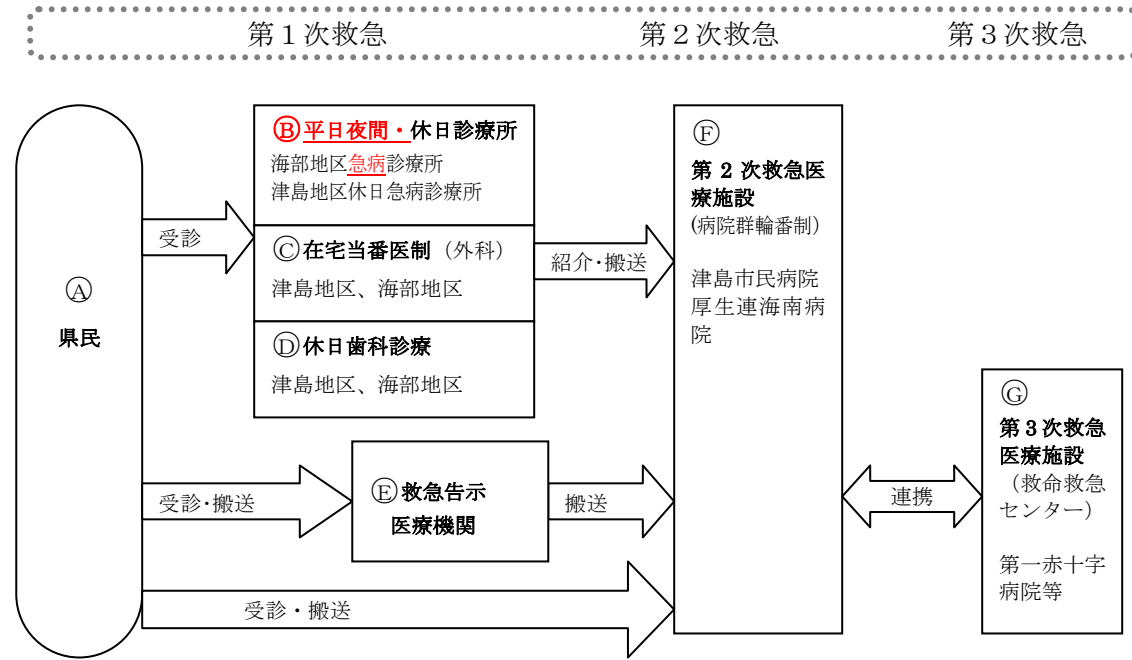 第１次救急
第２次救急
第３次救急
Ⓐ
県民
受診
Ⓑ平日夜間・休日診療所
海部地区急病診療所
津島地区休日急病診療所
Ⓒ在宅当番医制（外科）
津島地区、海部地区
Ⓓ休日歯科診療
津島地区、海部地区
紹介・搬送
受診・搬送
Ⓔ救急告示
医療機関
搬送
受診・搬送
Ⓕ
第２次救急医
療施設
(病院群輪番制)
津島市民病院
厚生連海南病
院
連携
Ⓖ
第３次救急
医療施設
（救命救急
センター）
第一赤十字
病院等